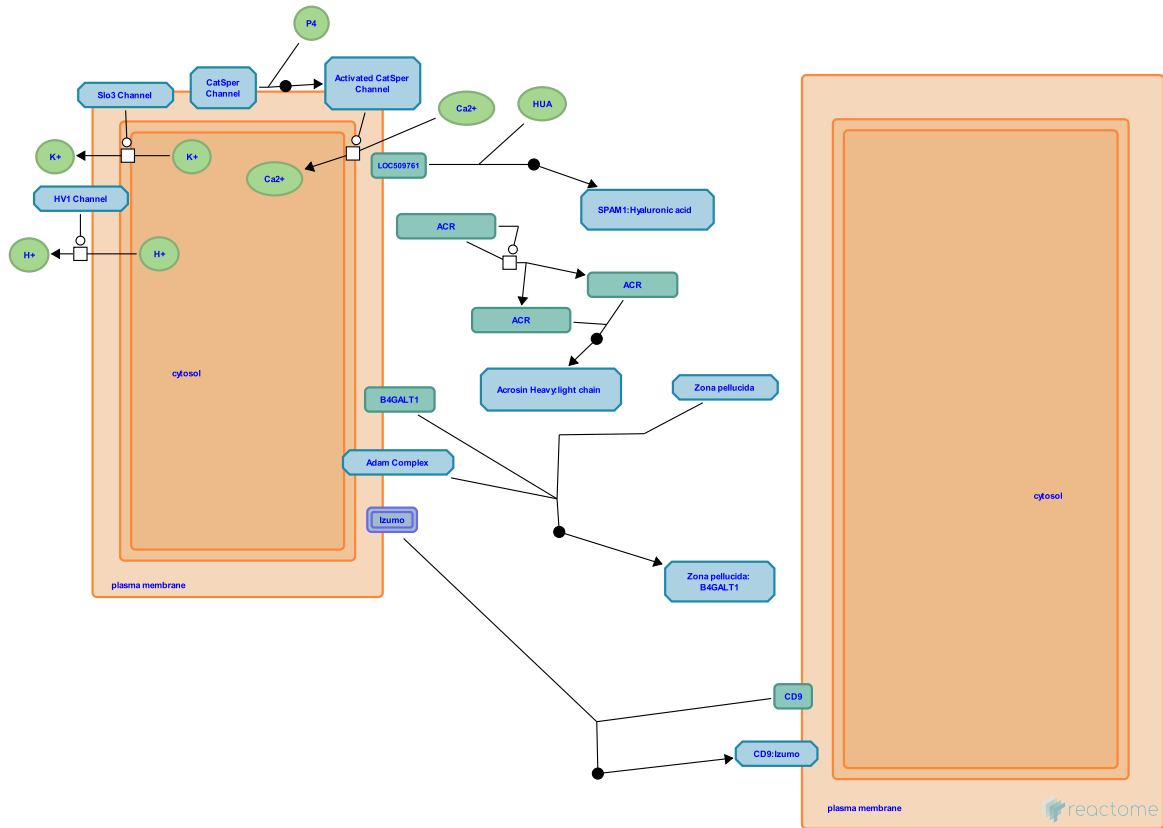 P4
CatSper
Channel
Activated CatSper
Channel
Slo3 Channel
Ca2+
HUA
K+
K+
Ca2+
LOC509761
HV1 Channel
SPAM1:Hyaluronic acid
ACR
H+
H+
ACR
ACR
cytosol
Acrosin Heavy:light chain
Zona pellucida
B4GALT1
Adam Complex
cytosol
Izumo
Zona pellucida:
B4GALT1
plasma membrane
CD9
CD9:Izumo
plasma membrane
reactome